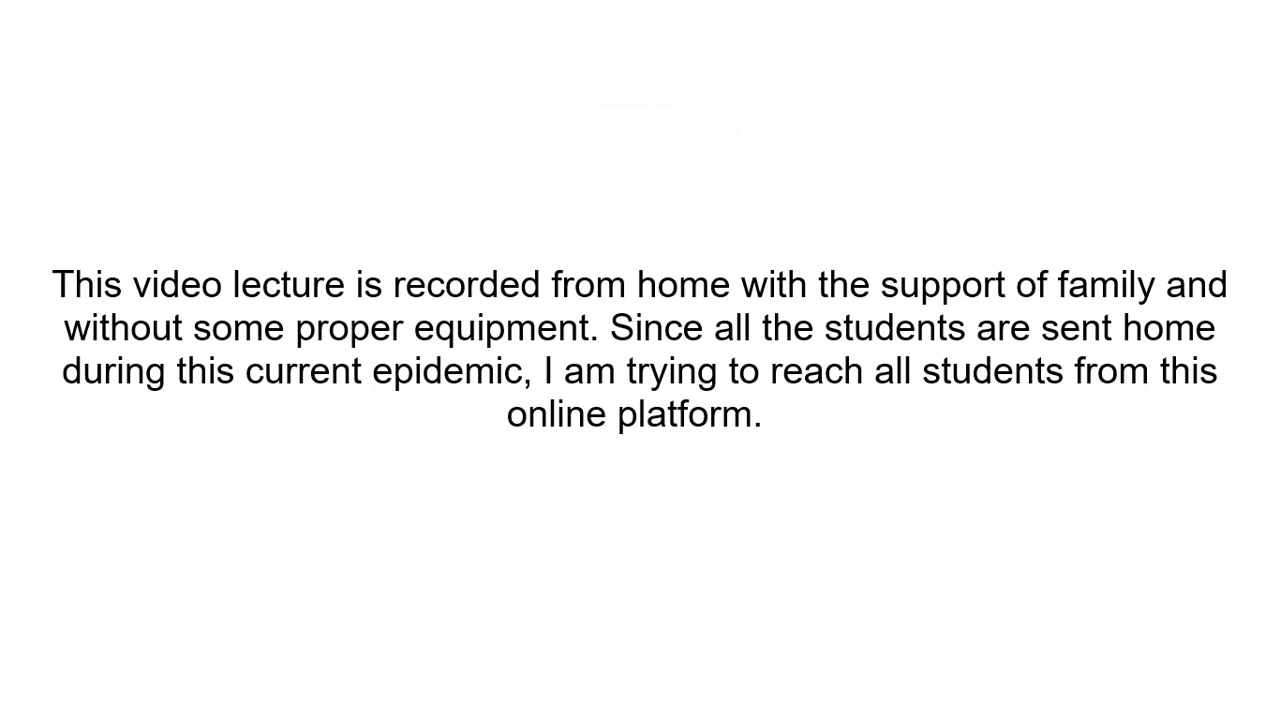 This video lecture is recorded from home with the support of family and
without some proper equipment. Since all the students are sent home
during this current epidemic, I am trying to reach all students from this
online platform.